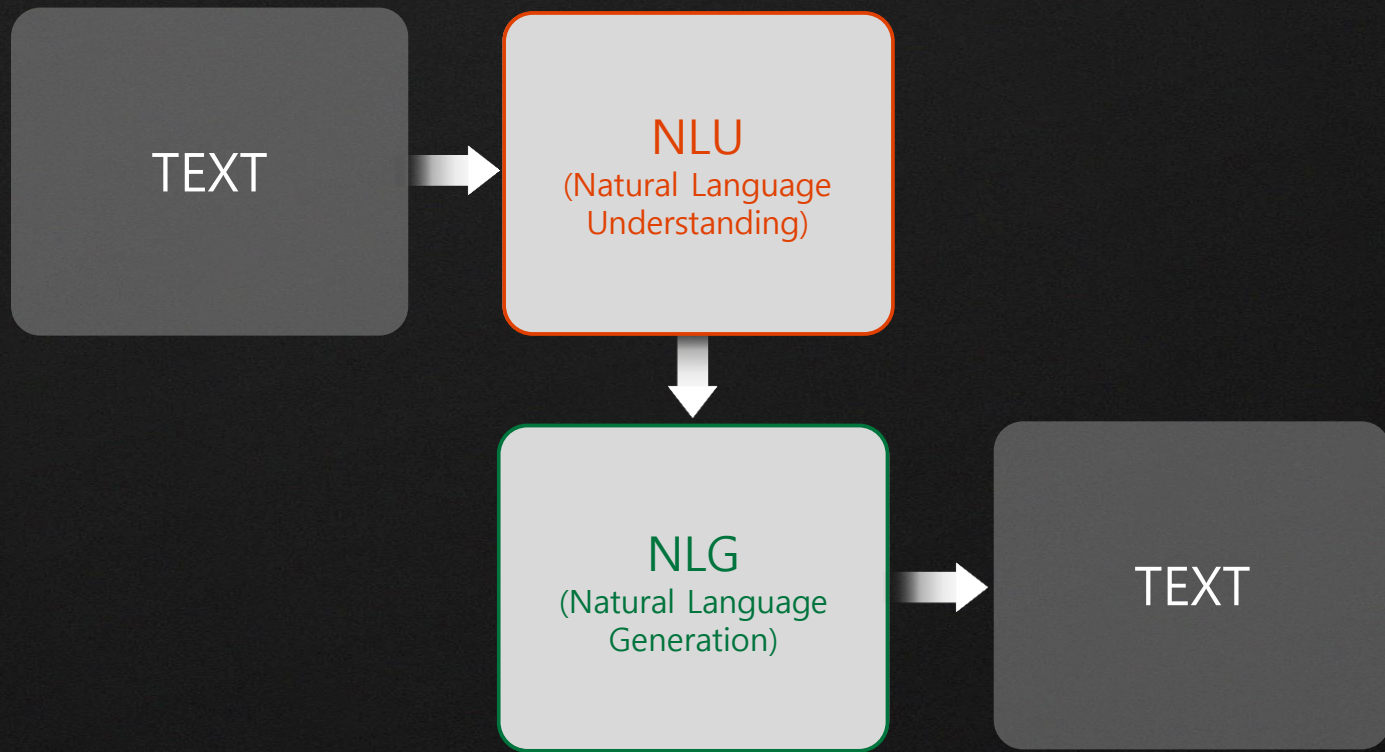 TEXT
NLU
(Natural Language
Understanding)
NLG
(Natural Language
Generation)
TEXT